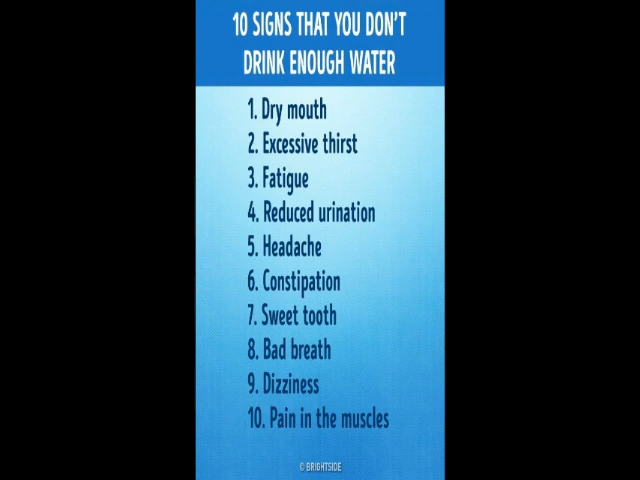 10 SIGNS THAT YOU DON'T
DRINK ENOUGH WATER
1. Dry mouth
2. Excessive thirst
3. Fatigue
4. Reduced urination
5. Headache
6. Constipation
7. Sweet tooth
8. Bad breath
9. Dizziness
10. Pain in the muscles
© BRIGHTSIDE